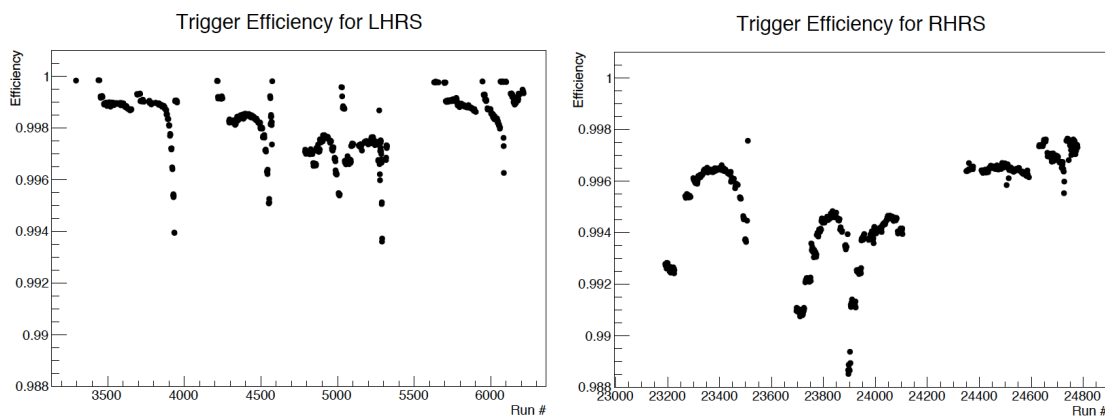 Trigger Efficiency for LHRS
Efficiency
1
0.998
0.996
0.994
0.992
0.99
0.988
3500 4000 4500 5000 5500 6000
Run #
Trigger Efficiency for RHRS
Efficiency
1
0.998
0.996
0.994
0.992
0.99
0.988
23000 23200 23400 23600 23800 24000 24200 24400 24600 24800
Run #